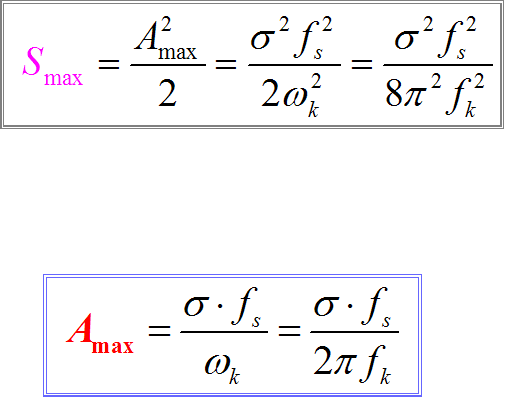 S_max = A²_max / 2 = σ² f_s² / 2ω_k² = σ² f_s² / 8π² f_k²
A_max = σ · f_s / ω_k = σ · f_s / 2π f_k